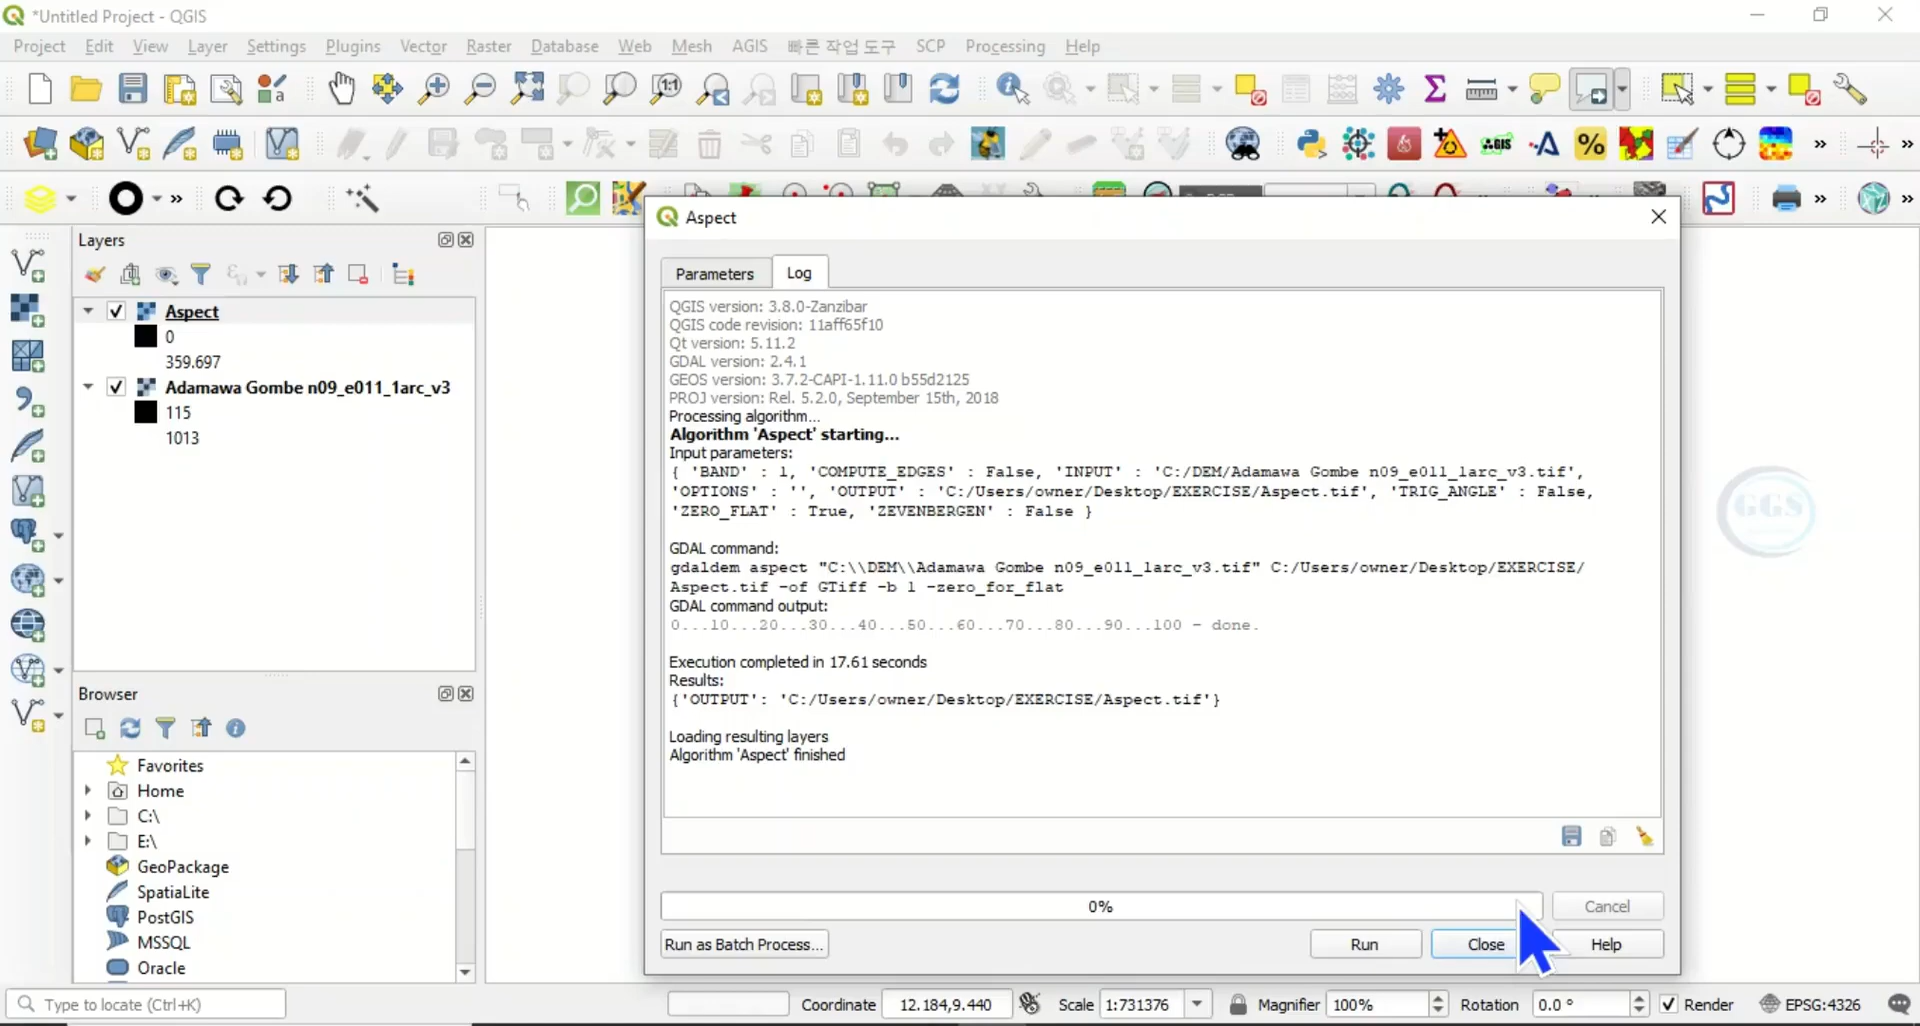 *Untitled Project - QGIS
Project Edit View Layer Settings Plugins Vector Raster Database Web Mesh AGIS 빠른 작업 도구 SCP Processing Help
Layers
Aspect
0
359.697
Adamawa Gombe n09_e011_1arc_v3
115
1013
Browser
Favorites
Home
C:\
E:\
GeoPackage
SpatiaLite
PostGIS
MSSQL
Oracle
Aspect
Parameters Log
QGIS version: 3.8.0-Zanzibar
QGIS code revision: 11aff65f10
Qt version: 5.11.2
GDAL version: 2.4.1
GEOS version: 3.7.2-CAPI-1.11.0 b55d2125
PROJ version: Rel. 5.2.0, September 15th, 2018
Processing algorithm...
Algorithm 'Aspect' starting...
Input parameters:
{ 'BAND' : 1, 'COMPUTE_EDGES' : False, 'INPUT' : 'C:/DEM/Adamawa Gombe n09_e011_1arc_v3.tif',
'OPTIONS' : '', 'OUTPUT' : 'C:/Users/owner/Desktop/EXERCISE/Aspect.tif', 'TRIG_ANGLE' : False,
'ZERO_FLAT' : True, 'ZEVENBERGEN' : False }
GDAL command:
gdaldem aspect "C:\\DEM\\Adamawa Gombe n09_e011_1arc_v3.tif" C:/Users/owner/Desktop/EXERCISE/
Aspect.tif -of GTiff -b 1 -zero_for_flat
GDAL command output:
0...10...20...30...40...50...60...70...80...90...100 - done.
Execution completed in 17.61 seconds
Results:
{'OUTPUT': 'C:/Users/owner/Desktop/EXERCISE/Aspect.tif'}
Loading resulting layers
Algorithm 'Aspect' finished
0%
Cancel
Run as Batch Process... Run Close Help
GGS
Type to locate (Ctrl+K) Coordinate 12.184,9.440 Scale 1:731376 Magnifier 100% Rotation 0.0 ° Render EPSG:4326